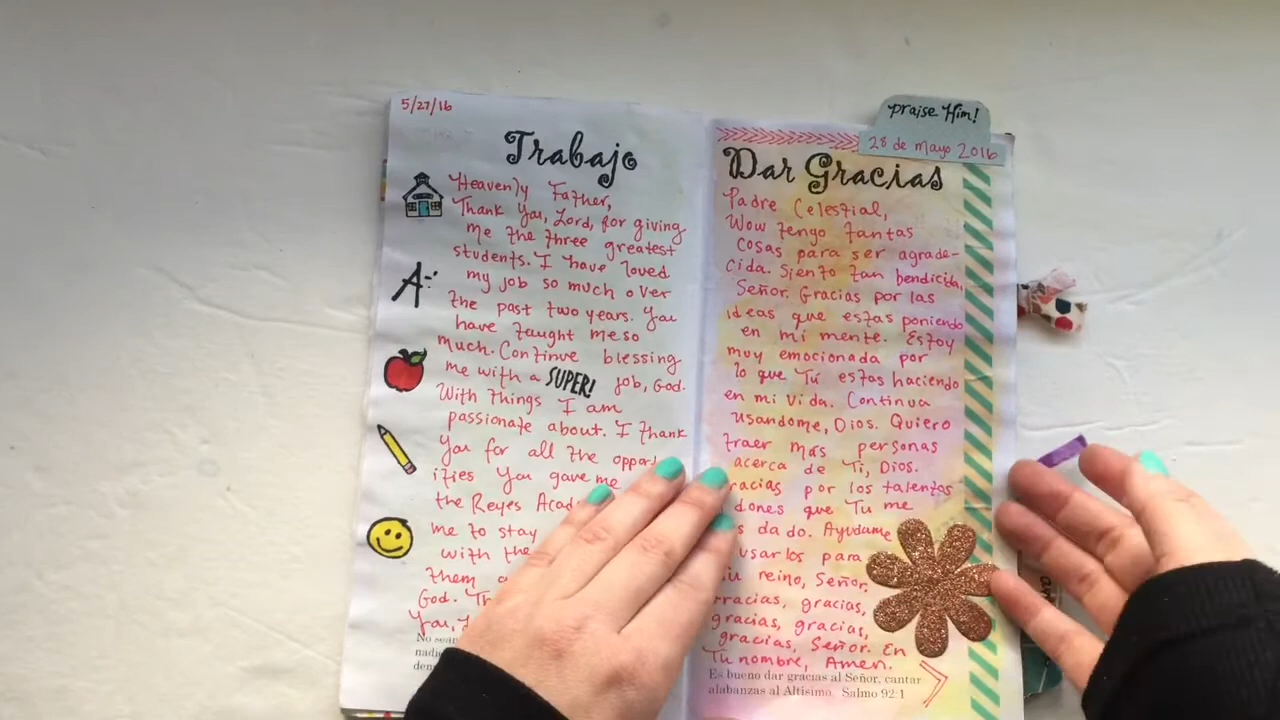 5/27/16
Trabajo
Heavenly Father,
Thank You, Lord, for giving
me the three greatest
students. I have loved
my job so much over
the past two years. You
have taught me so
much. Continue blessing
me with a SUPER! job, God.
With things I am
passionate about. I thank
You for all the
ities You gave me
the Reyes
me to stay
with the
them
God.
You,
No
praise Him!
28 de mayo 2016
Dar Gracias
Padre Celestial,
Wow tengo tantas
cosas para ser agrade-
cida. Siento tan bendicida,
Señor. Gracias por las
ideas que estas poniendo
en mi mente. Estoy
muy emocionada por
lo que Tú estas haciendo
en mi vida. Continua
usandome, Dios. Quiero
traer más personas
acerca de Ti, Dios.
racias por los talentos
dones que Tu me
s dado. Ayudame
usarlos para
reino, Señor,
gracias, gracias,
gracias, gracias,
gracias, Señor. En
Tu nombre, Amen.
Es bueno dar gracias al Señor, cantar
alabanzas al Altísimo. Salmo 92:1